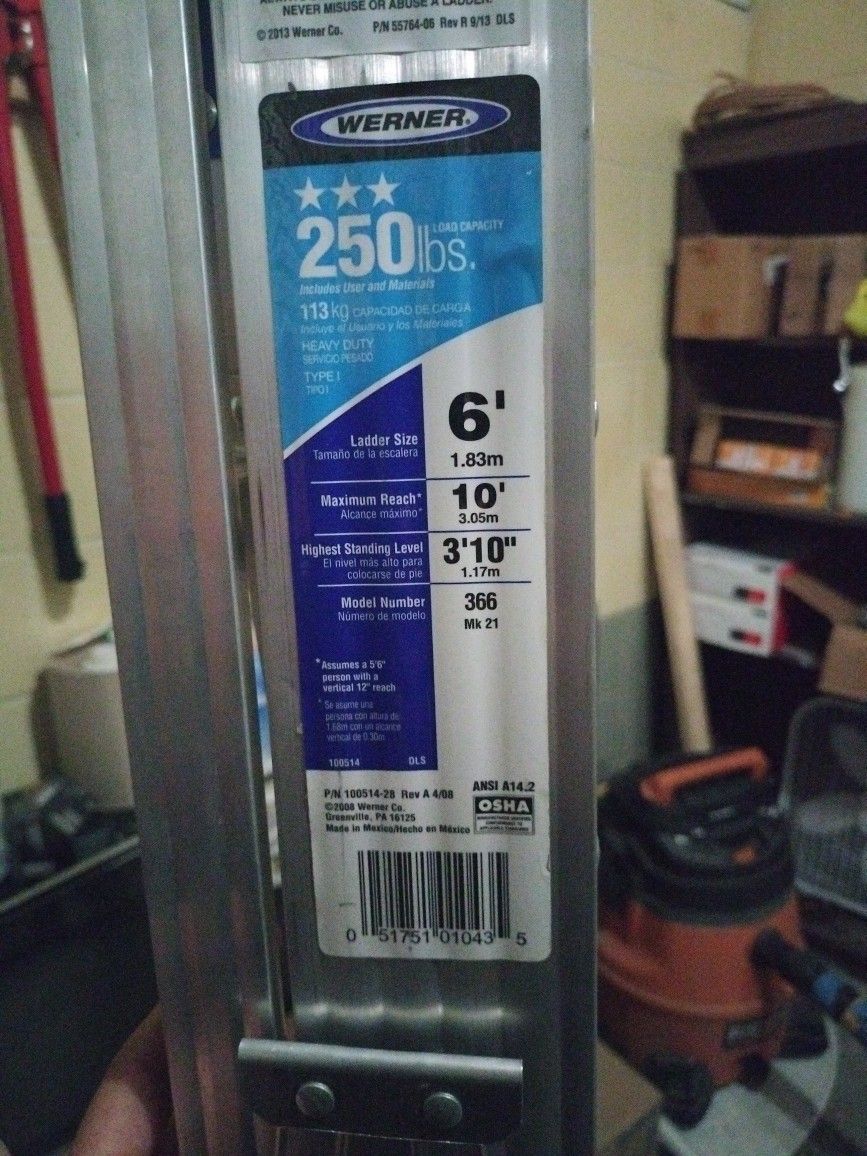 NEVER MISUSE OR ABUSE A LADDER.
©2013 Werner Co. P/N 55764-06 Rev R 9/13 DLS
WERNER®
250 lbs. LOAD CAPACITY
Includes User and Materials
113 kg CAPACIDAD DE CARGA
Incluye el Usuario y los Materiales
HEAVY DUTY
SERVICIO PESADO
TYPE I
TIPO I
Ladder Size 6'
Tamaño de la escalera 1.83m
Maximum Reach* 10'
Alcance máximo* 3.05m
Highest Standing Level 3'10"
El nivel más alto para
colocarse de pie 1.17m
Model Number 366
Número de modelo Mk 21
*Assumes a 5'6"
person with a
vertical 12" reach
*Se asume una
persona con altura de
1.68m con un alcance
vertical de 0.30m
100514 DLS
P/N 100514-28 Rev A 4/08 ANSI A14.2
©2008 Werner Co.
Greenville, PA 16125
Made in Mexico/Hecho en México
OSHA
0 51751 01043 5